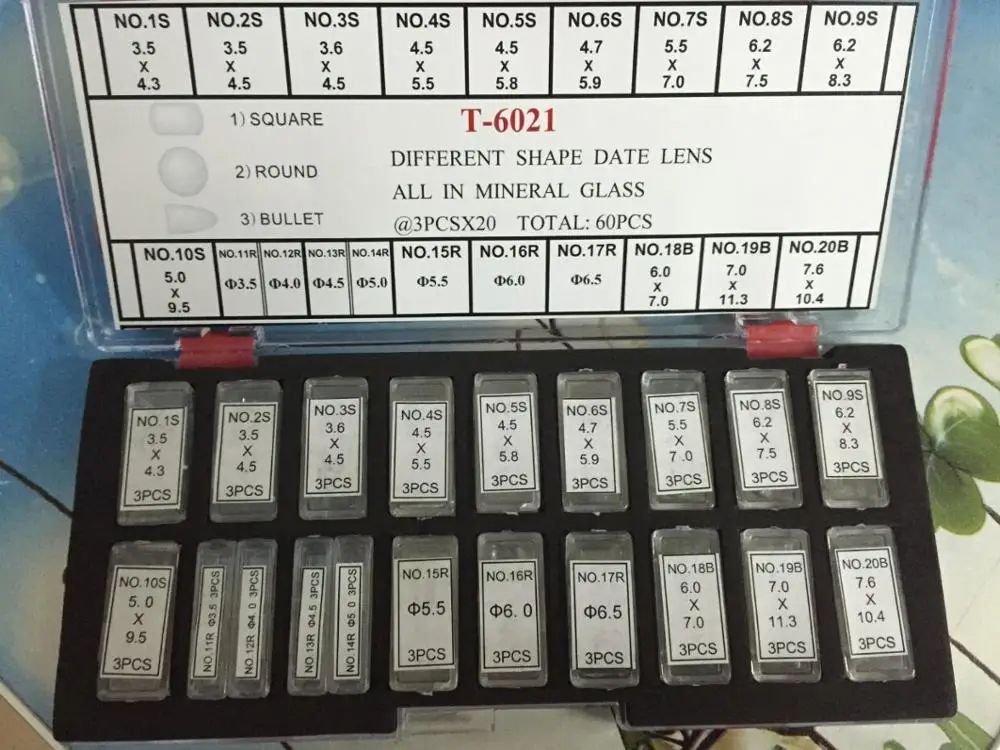 NO.1S NO.2S NO.3S NO.4S NO.5S NO.6S NO.7S NO.8S NO.9S
3.5 3.5 3.6 4.5 4.5 4.7 5.5 6.2 6.2
X X X X X X X X X
4.3 4.5 4.5 5.5 5.8 5.9 7.0 7.5 8.3
1) SQUARE
2) ROUND
3) BULLET
T-6021
DIFFERENT SHAPE DATE LENS
ALL IN MINERAL GLASS
@3PCSX20 TOTAL: 60PCS
NO.10S NO.11R NO.12R NO.13R NO.14R NO.15R NO.16R NO.17R NO.18B NO.19B NO.20B
5.0 Φ3.5 Φ4.0 Φ4.5 Φ5.0 Φ5.5 Φ6.0 Φ6.5 6.0 7.0 7.6
X X X X
9.5 7.0 11.3 10.4
NO.1S NO.2S NO.3S NO.4S NO.5S NO.6S NO.7S NO.8S NO.9S
3.5 3.5 3.6 4.5 4.5 4.7 5.5 6.2 6.2
X X X X X X X X X
4.3 4.5 4.5 5.5 5.8 5.9 7.0 7.5 8.3
3PCS 3PCS 3PCS 3PCS 3PCS 3PCS 3PCS 3PCS 3PCS
NO.10S
5.0
X
9.5
3PCS
NO.11R Φ3.5 3PCS
NO.12R Φ4.0 3PCS
NO.13R Φ4.5 3PCS
NO.14R Φ5.0 3PCS
NO.15R
Φ5.5
3PCS
NO.16R
Φ6.0
3PCS
NO.17R
Φ6.5
3PCS
NO.18B
6.0
X
7.0
3PCS
NO.19B
7.0
X
11.3
3PCS
NO.20B
7.6
X
10.4
3PCS